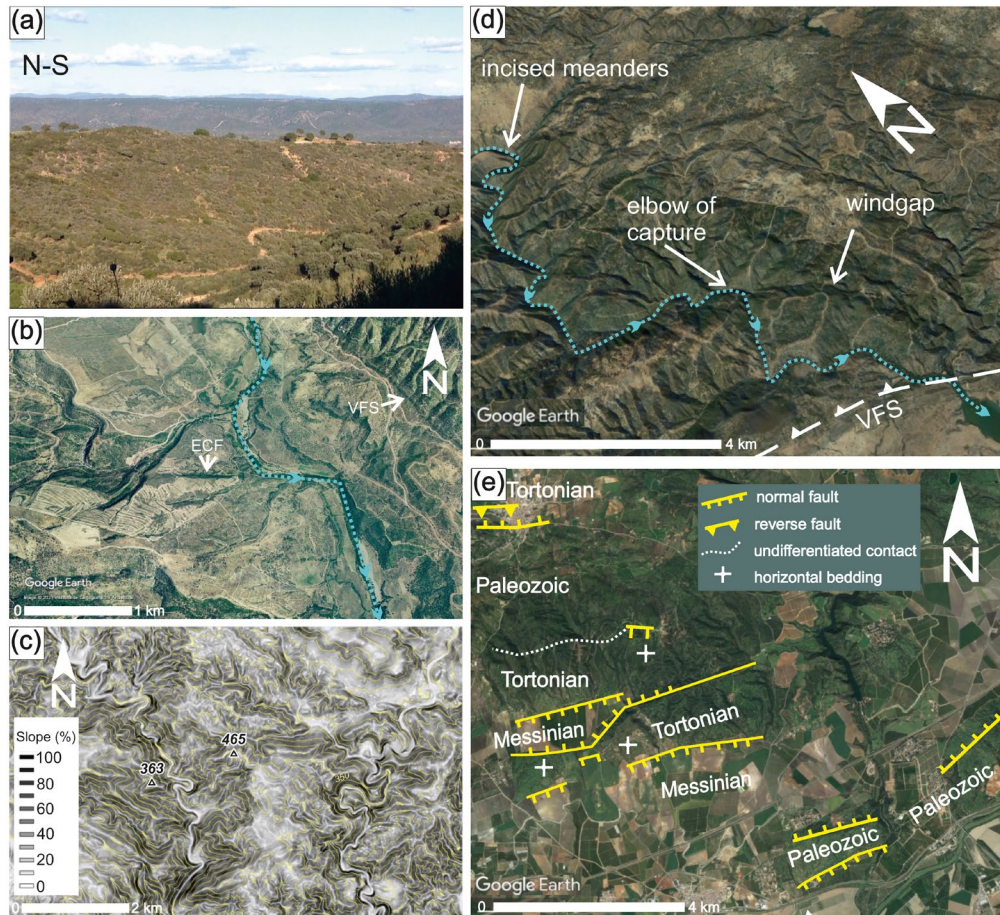 (a)
N-S
(b)
N
VFS
ECF
Google Earth
0
1 km
(c)
N
Slope (%)
100
80
60
40
20
0
465
363
350
0
2 km
(d)
incised meanders
N
elbow of
capture
windgap
VFS
Google Earth
0
4 km
(e)
Tortonian
normal fault
reverse fault
undifferentiated contact
horizontal bedding
N
Paleozoic
Tortonian
Messinian
Tortonian
Messinian
Paleozoic
Paleozoic
Google Earth
0
4 km